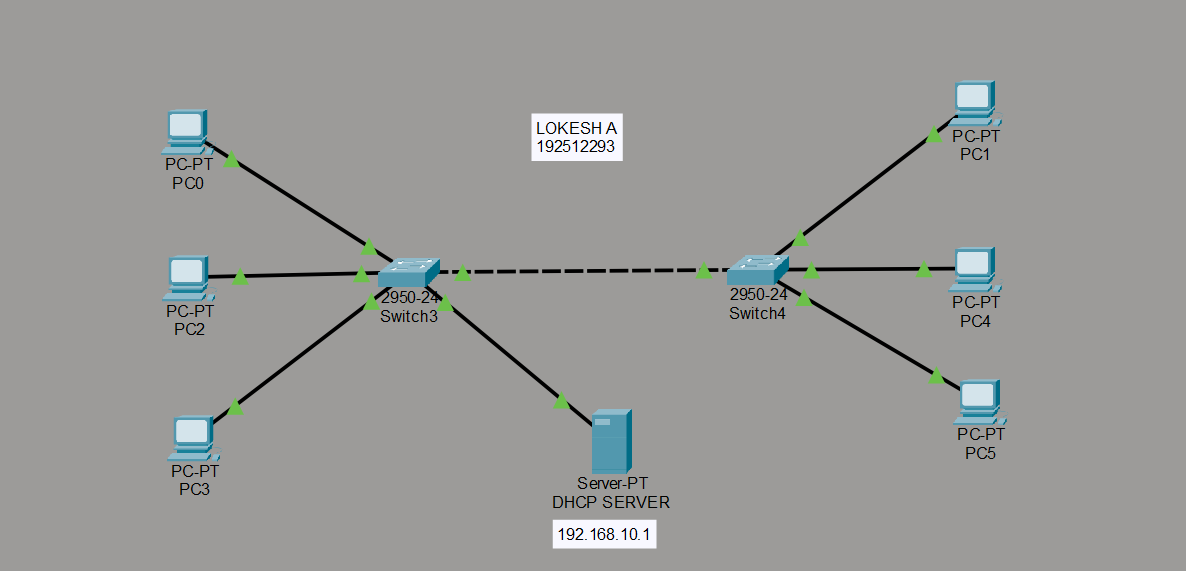 LOKESH A
192512293
PC-PT
PC0
PC-PT
PC1
PC-PT
PC2
2950-24
Switch3
2950-24
Switch4
PC-PT
PC4
PC-PT
PC3
PC-PT
PC5
Server-PT
DHCP SERVER
192.168.10.1